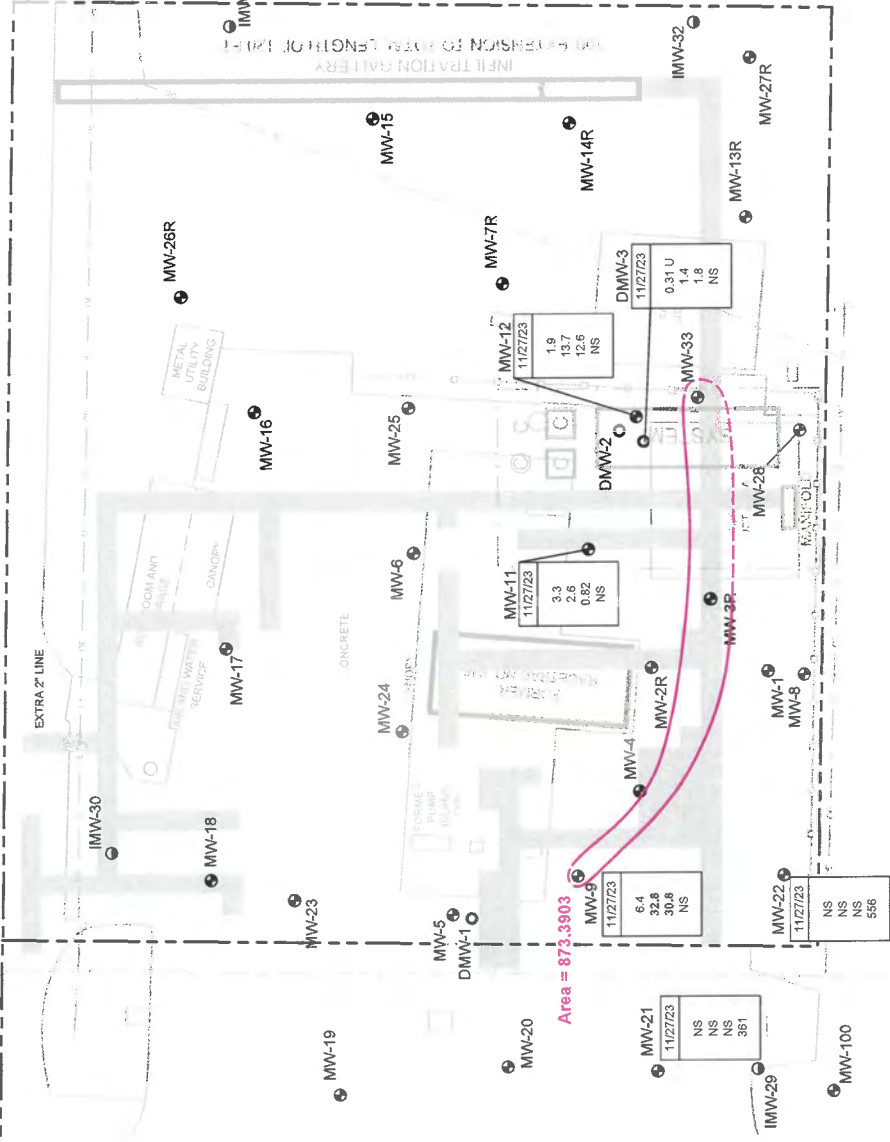 IMW-32
INFILTRATION GALLERY
MW-27R
MW-15
MW-14R
MW-13R
MW-26R
MW-7R
DMW-3
11/27/23
0.31 U
1.4
1.8
NS
MW-12
11/27/23
1.9
13.7
12.6
NS
METAL
UTILITY
BUILDING
MW-33
MW-16
MW-25
DMW-2
SYSTEM
MW-28
MANIFOLD
MW-6
MW-11
11/27/23
3.3
2.6
0.82
NS
CANOPY
CONCRETE
EXTRA 2" LINE
MW-17
AIR AND WATER
SERVICE
MW-3R
MW-2R
MW-1
MW-8
MW-24
FORMER
MW-4
FORMER
PUMP
ISLAND
IMW-30
MW-18
MW-23
MW-5
DMW-1
Area = 873.3903
MW-9
11/27/23
6.4
32.8
30.8
NS
MW-22
11/27/23
NS
NS
NS
556
MW-19
MW-20
MW-21
11/27/23
NS
NS
NS
361
IMW-29
MW-100